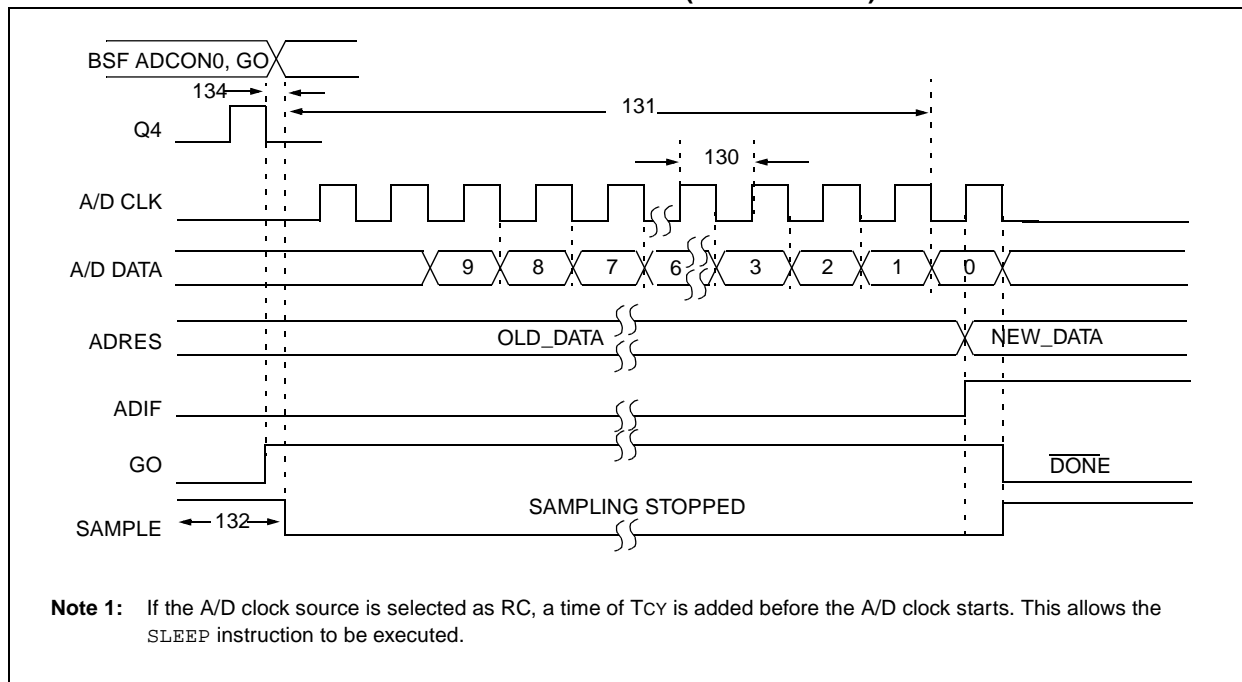 BSF ADCON0, GO
134
131
Q4
130
A/D CLK
A/D DATA 9 8 7 6 3 2 1 0
ADRES OLD_DATA NEW_DATA
ADIF
GO DONE
SAMPLING STOPPED
132
SAMPLE
Note 1: If the A/D clock source is selected as RC, a time of TCY is added before the A/D clock starts. This allows the
SLEEP instruction to be executed.